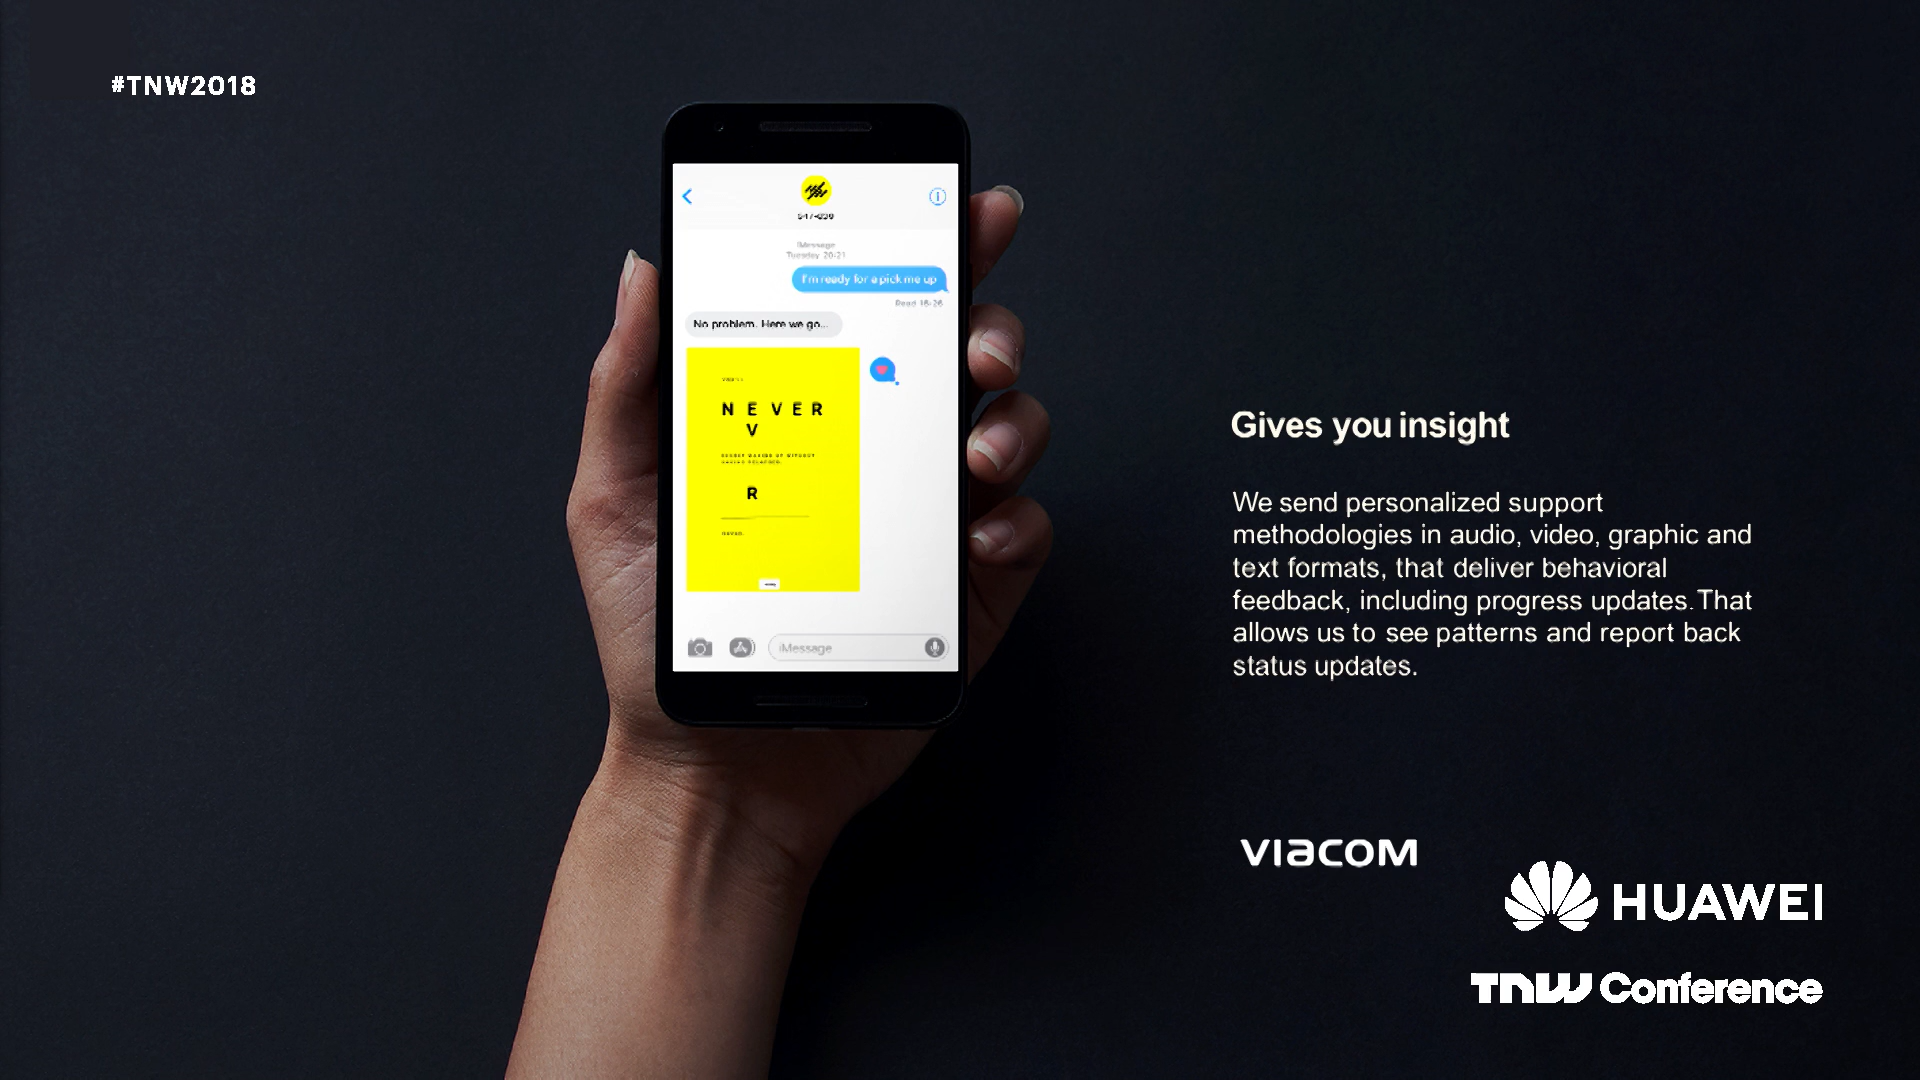 #TNW2018
iMessage
I'm ready for a pick me up
No problem. Here we go...
N E V E R
V
R
iMessage
Gives you insight
We send personalized support
methodologies in audio, video, graphic and
text formats, that deliver behavioral
feedback, including progress updates.That
allows us to see patterns and report back
status updates.
VIacom
HUAWEI
TNW Conference